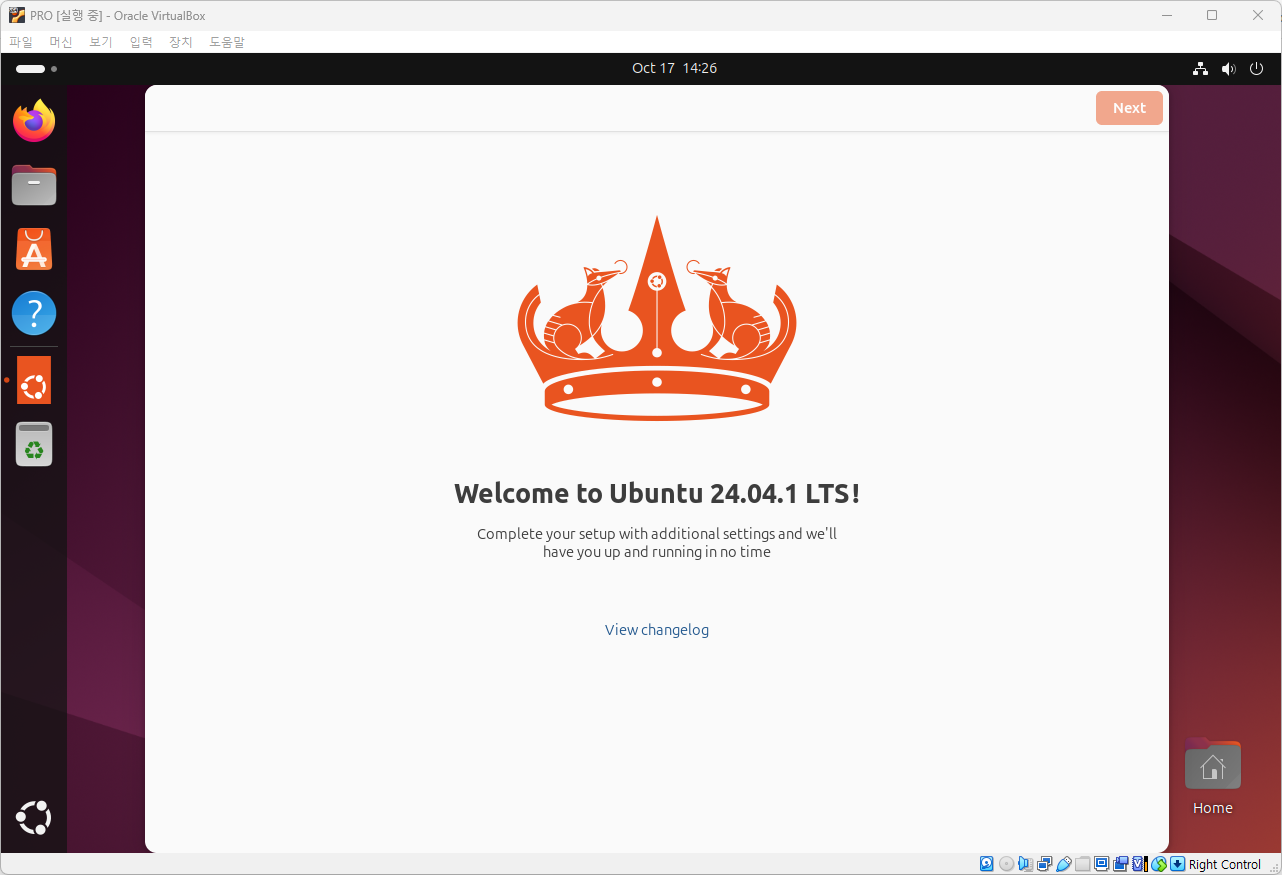 PRO [실행 중] - Oracle VirtualBox
파일 머신 보기 입력 장치 도움말
Oct 17 14:26
Next
Welcome to Ubuntu 24.04.1 LTS!
Complete your setup with additional settings and we'll
have you up and running in no time
View changelog
Home
Right Control